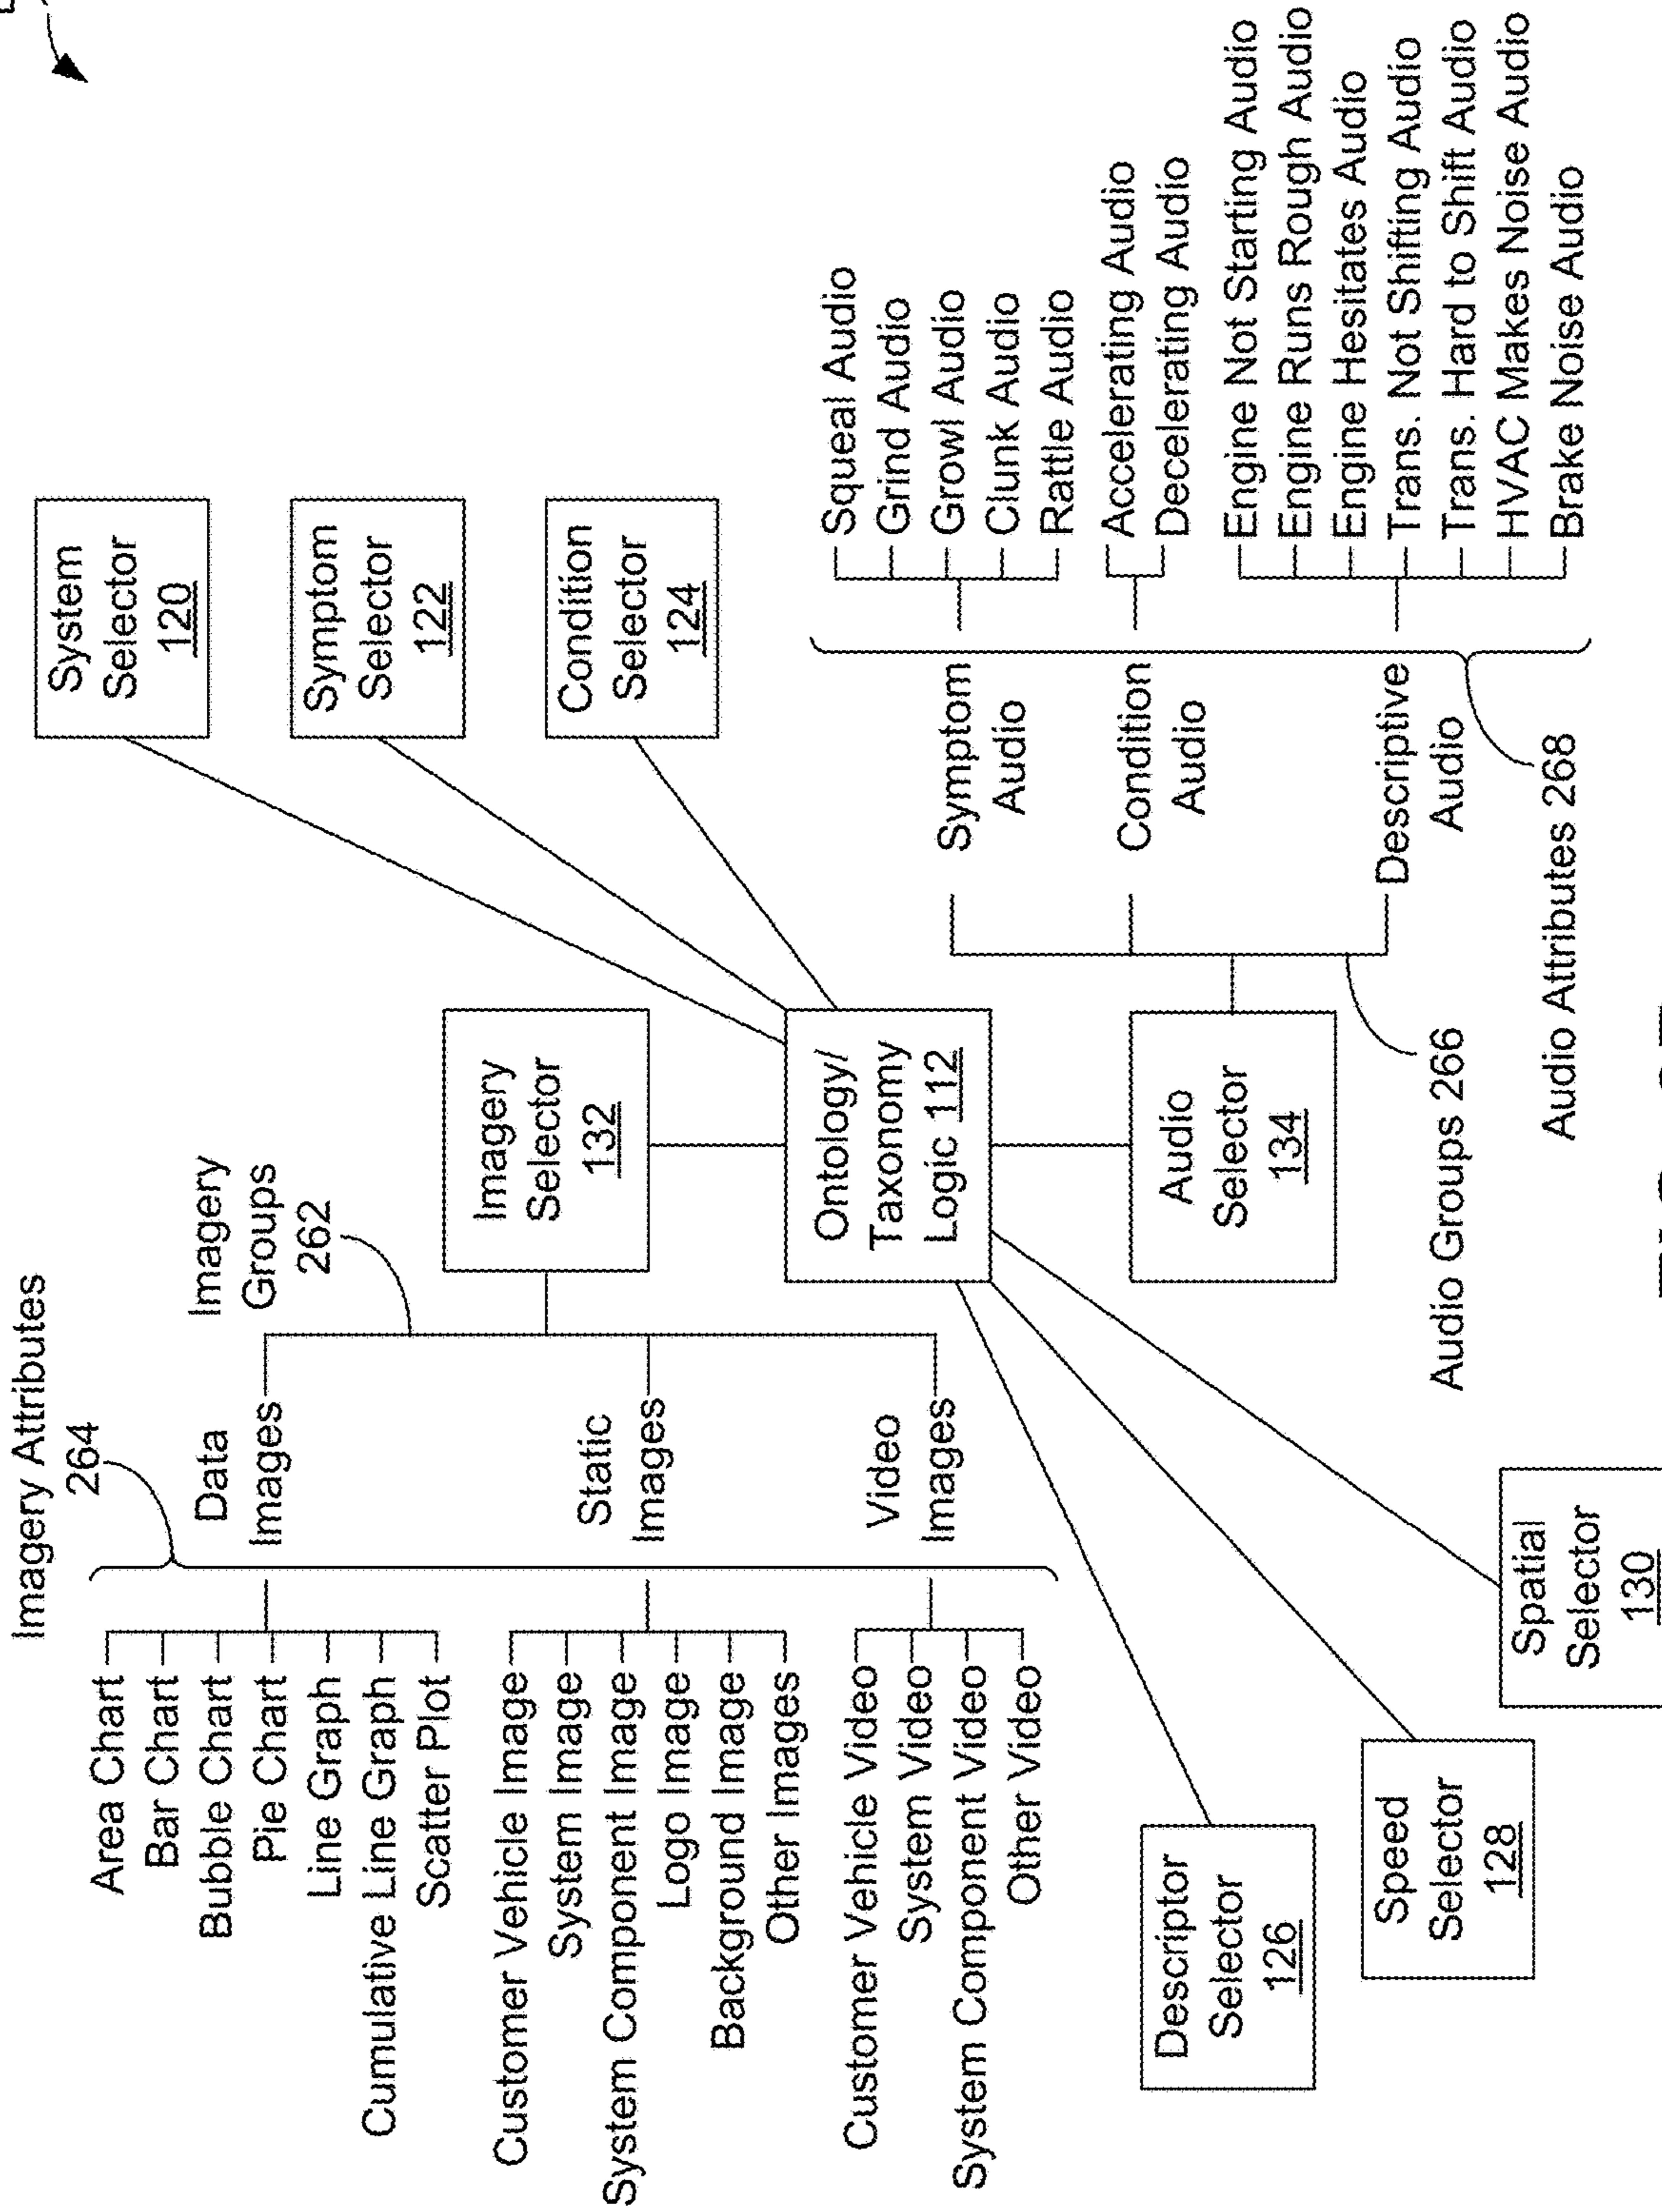 Imagery Attributes
264
Area Chart
Bar Chart
Bubble Chart
Pie Chart
Line Graph
Cumulative Line Graph
Scatter Plot
Customer Vehicle Image
System Image
System Component Image
Logo Image
Background Image
Other Images
Customer Vehicle Video
System Video
System Component Video
Other Video
Data
Images
Static
Images
Video
Images
Imagery
Groups
262
Imagery
Selector
132
Ontology/
Taxonomy
Logic 112
Audio
Selector
134
System
Selector
120
Symptom
Selector
122
Condition
Selector
124
Descriptor
Selector
126
Speed
Selector
128
Spatial
Selector
130
Audio Groups 266
Symptom
Audio
Condition
Audio
Descriptive
Audio
Audio Attributes 268
Squeal Audio
Grind Audio
Growl Audio
Clunk Audio
Rattle Audio
Accelerating Audio
Decelerating Audio
Engine Not Starting Audio
Engine Runs Rough Audio
Engine Hesitates Audio
Trans. Not Shifting Audio
Trans. Hard to Shift Audio
HVAC Makes Noise Audio
Brake Noise Audio